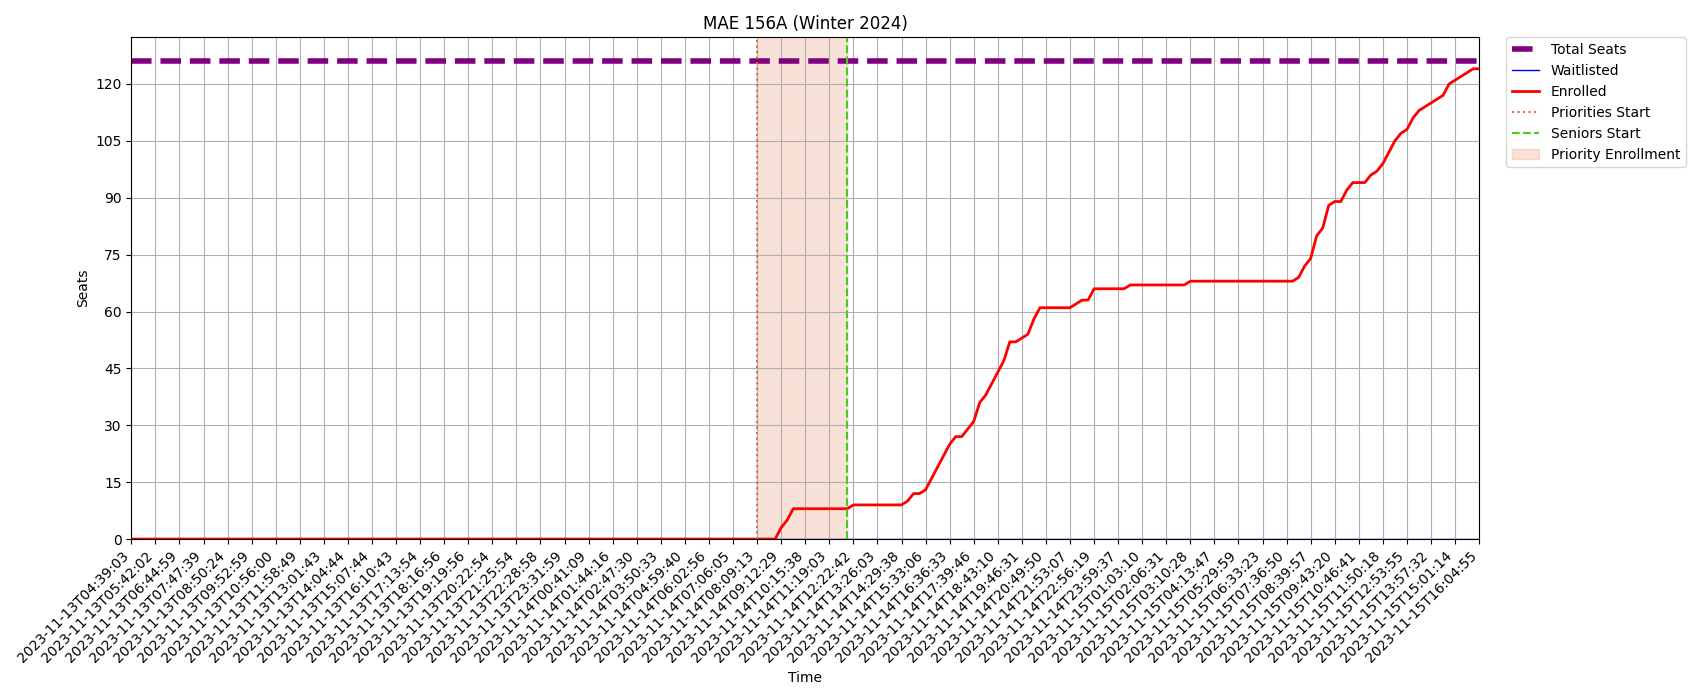 MAE 156A (Winter 2024)
Total Seats
Waitlisted
Enrolled
Priorities Start
Seniors Start
Priority Enrollment
Seats
120
105
90
75
60
45
30
15
0
2023-11-13T04:39:03
2023-11-13T05:42:02
2023-11-13T06:44:59
2023-11-13T07:47:39
2023-11-13T08:50:24
2023-11-13T09:52:59
2023-11-13T10:56:00
2023-11-13T11:58:49
2023-11-13T13:01:43
2023-11-13T14:04:44
2023-11-13T15:07:44
2023-11-13T16:10:43
2023-11-13T17:13:54
2023-11-13T18:16:56
2023-11-13T19:19:56
2023-11-13T20:22:54
2023-11-13T21:25:54
2023-11-13T22:28:58
2023-11-13T23:31:59
2023-11-14T00:41:09
2023-11-14T01:44:16
2023-11-14T02:47:30
2023-11-14T03:50:33
2023-11-14T04:59:40
2023-11-14T06:02:56
2023-11-14T07:06:05
2023-11-14T08:09:13
2023-11-14T09:12:29
2023-11-14T10:15:38
2023-11-14T11:19:03
2023-11-14T12:22:42
2023-11-14T13:26:03
2023-11-14T14:29:38
2023-11-14T15:33:06
2023-11-14T16:36:33
2023-11-14T17:39:46
2023-11-14T18:43:10
2023-11-14T19:46:31
2023-11-14T20:49:50
2023-11-14T21:53:07
2023-11-14T22:56:19
2023-11-14T23:59:37
2023-11-15T01:03:10
2023-11-15T02:06:31
2023-11-15T03:10:28
2023-11-15T04:13:47
2023-11-15T05:29:59
2023-11-15T06:33:23
2023-11-15T07:36:50
2023-11-15T08:39:57
2023-11-15T09:43:20
2023-11-15T10:46:41
2023-11-15T11:50:18
2023-11-15T12:53:55
2023-11-15T13:57:32
2023-11-15T15:01:14
2023-11-15T16:04:55
Time